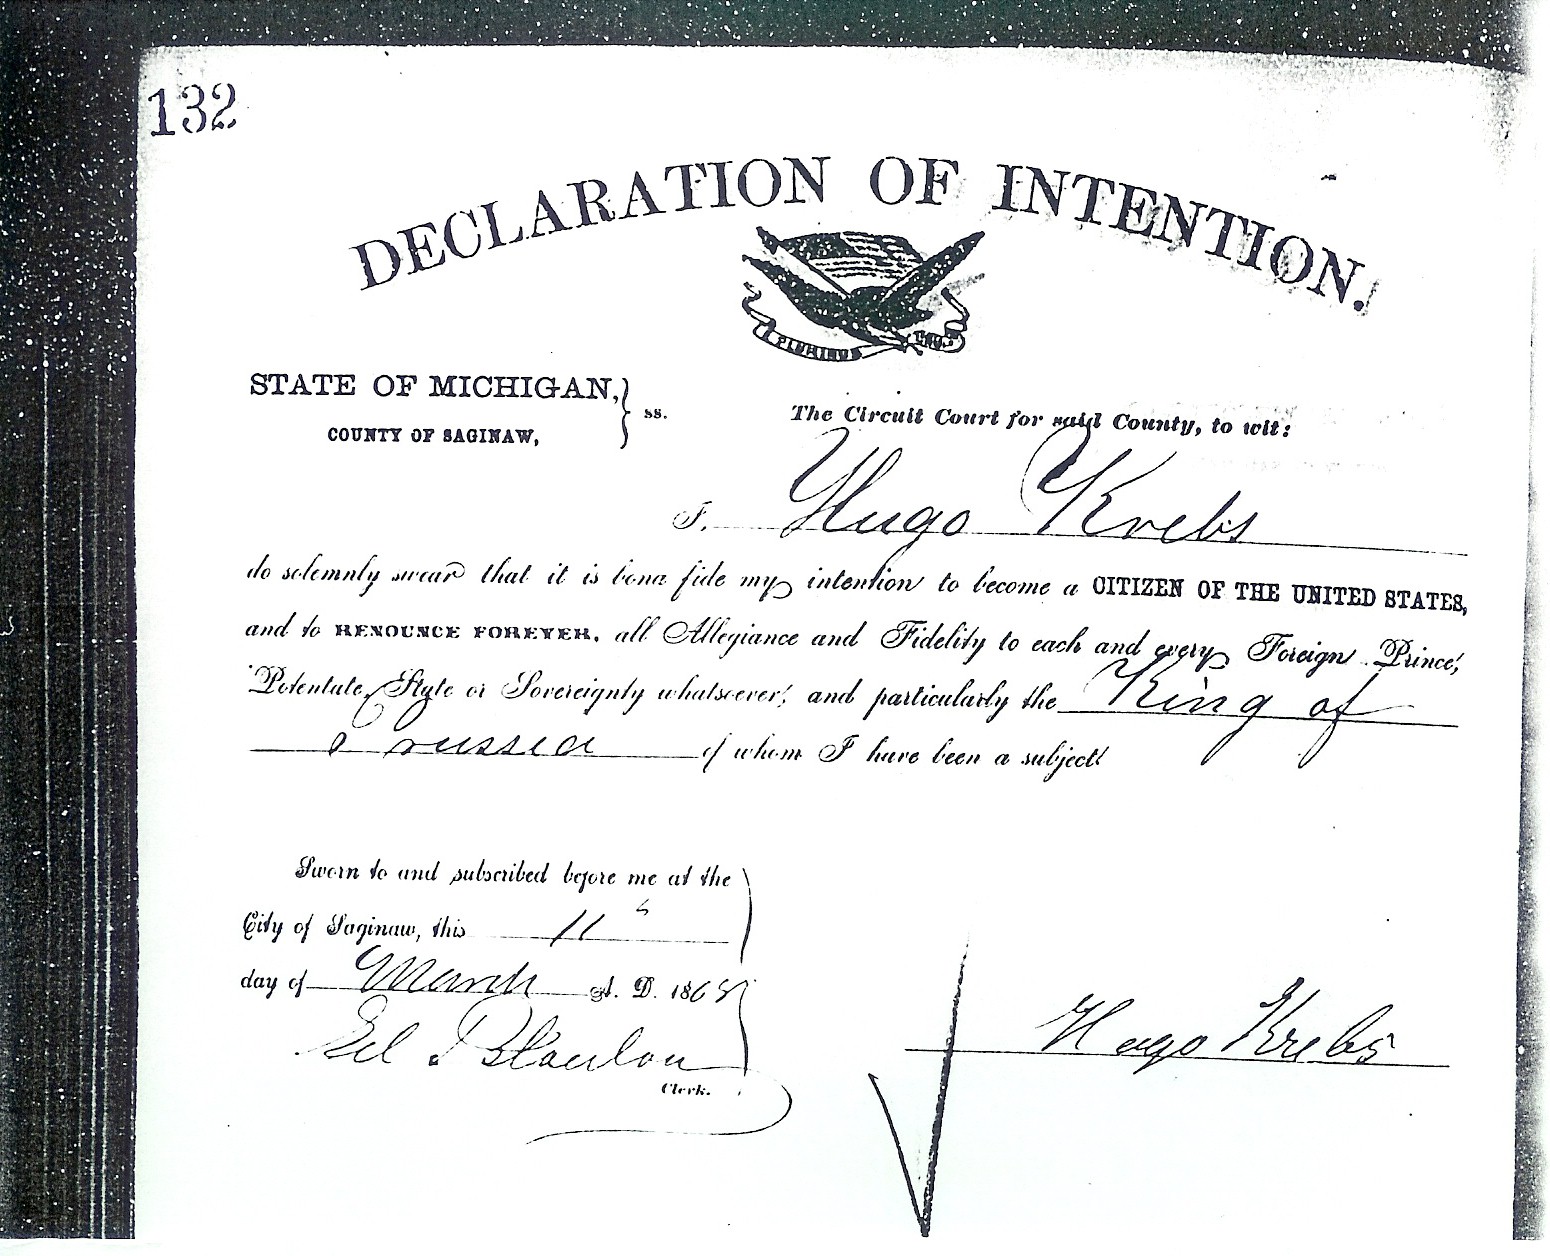 132
DECLARATION OF INTENTION.
PLURIBUS UNUM
STATE OF MICHIGAN, } ss.
COUNTY OF SAGINAW,
The Circuit Court for said County, to wit:
I, Hugo Krebs
do solemnly swear that it is bona fide my intention to become a CITIZEN OF THE UNITED STATES,
and to RENOUNCE FOREVER, all Allegiance and Fidelity to each and every Foreign Prince,
Potentate, State or Sovereignty whatsoever, and particularly the King of
Prussia of whom I have been a subject.
Sworn to and subscribed before me at the
City of Saginaw, this 11
day of March A. D. 1868
Clerk.
Hugo Krebs